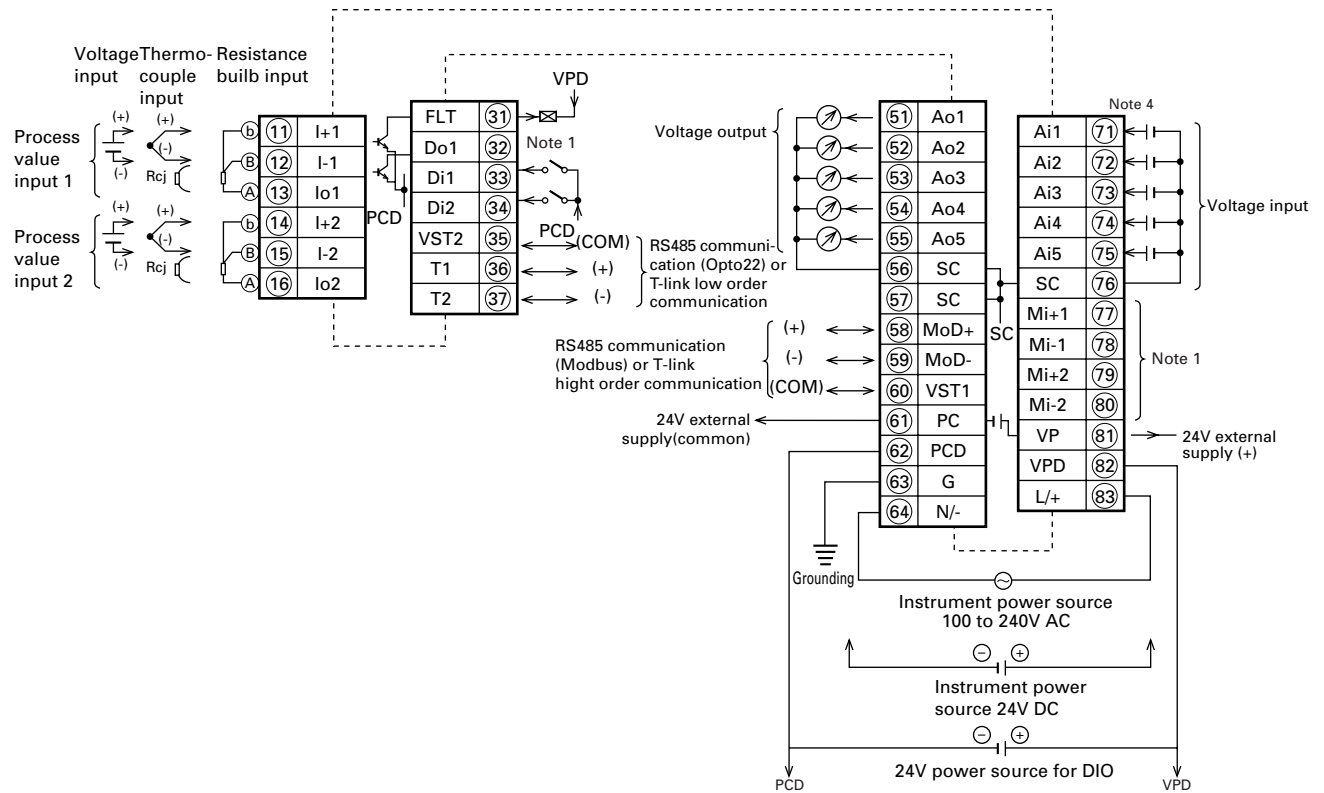 Voltage input
Thermo-couple input
Resistance builb input
Process value input 1
(+)
(-)
(+)
(-)
Rcj
Process value input 2
(+)
(-)
(+)
(-)
Rcj
b 11 I+1
B 12 I-1
A 13 Io1
b 14 I+2
B 15 I-2
A 16 Io2
PCD
FLT 31
Do1 32
Di1 33
Di2 34
VST2 35
T1 36
T2 37
VPD
Note 1
PCD
(COM)
(+)
(-)
RS485 communi-
cation (Opto22) or
T-link low order
communication
Voltage output
51 Ao1
52 Ao2
53 Ao3
54 Ao4
55 Ao5
56 SC
57 SC
58 MoD+
59 MoD-
60 VST1
61 PC
62 PCD
63 G
64 N/-
SC
RS485 communication
(Modbus) or T-link
hight order communication
(+)
(-)
(COM)
24V external
supply(common)
Note 4
Ai1 71
Ai2 72
Ai3 73
Ai4 74
Ai5 75
SC 76
Mi+1 77
Mi-1 78
Mi+2 79
Mi-2 80
VP 81
VPD 82
L/+ 83
Voltage input
Note 1
24V external
supply (+)
Grounding
Instrument power source
100 to 240V AC
− +
Instrument power
source 24V DC
− +
24V power source for DIO
PCD
VPD